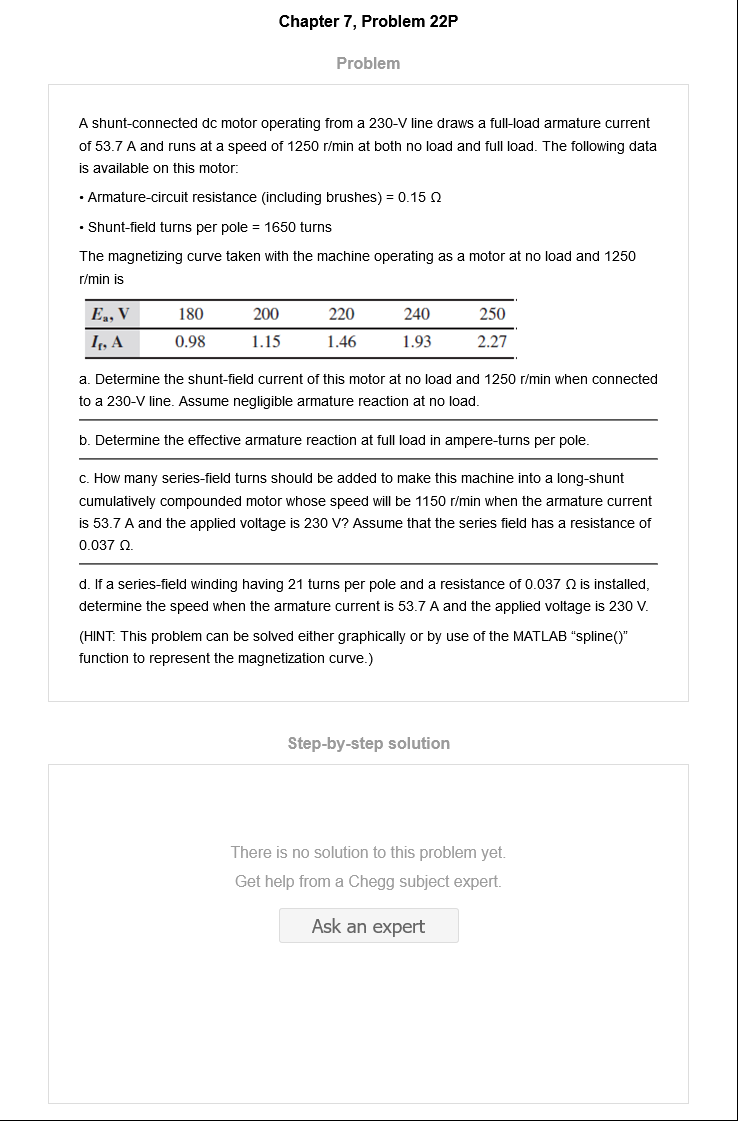 Chapter 7, Problem 22P
Problem
A shunt-connected dc motor operating from a 230-V line draws a full-load armature current
of 53.7 A and runs at a speed of 1250 r/min at both no load and full load. The following data
is available on this motor:
• Armature-circuit resistance (including brushes) = 0.15 Ω
• Shunt-field turns per pole = 1650 turns
The magnetizing curve taken with the machine operating as a motor at no load and 1250
r/min is
Ea, V 180 200 220 240 250
If, A 0.98 1.15 1.46 1.93 2.27
a. Determine the shunt-field current of this motor at no load and 1250 r/min when connected
to a 230-V line. Assume negligible armature reaction at no load.
b. Determine the effective armature reaction at full load in ampere-turns per pole.
c. How many series-field turns should be added to make this machine into a long-shunt
cumulatively compounded motor whose speed will be 1150 r/min when the armature current
is 53.7 A and the applied voltage is 230 V? Assume that the series field has a resistance of
0.037 Ω.
d. If a series-field winding having 21 turns per pole and a resistance of 0.037 Ω is installed,
determine the speed when the armature current is 53.7 A and the applied voltage is 230 V.
(HINT: This problem can be solved either graphically or by use of the MATLAB “spline()”
function to represent the magnetization curve.)
Step-by-step solution
There is no solution to this problem yet.
Get help from a Chegg subject expert.
Ask an expert